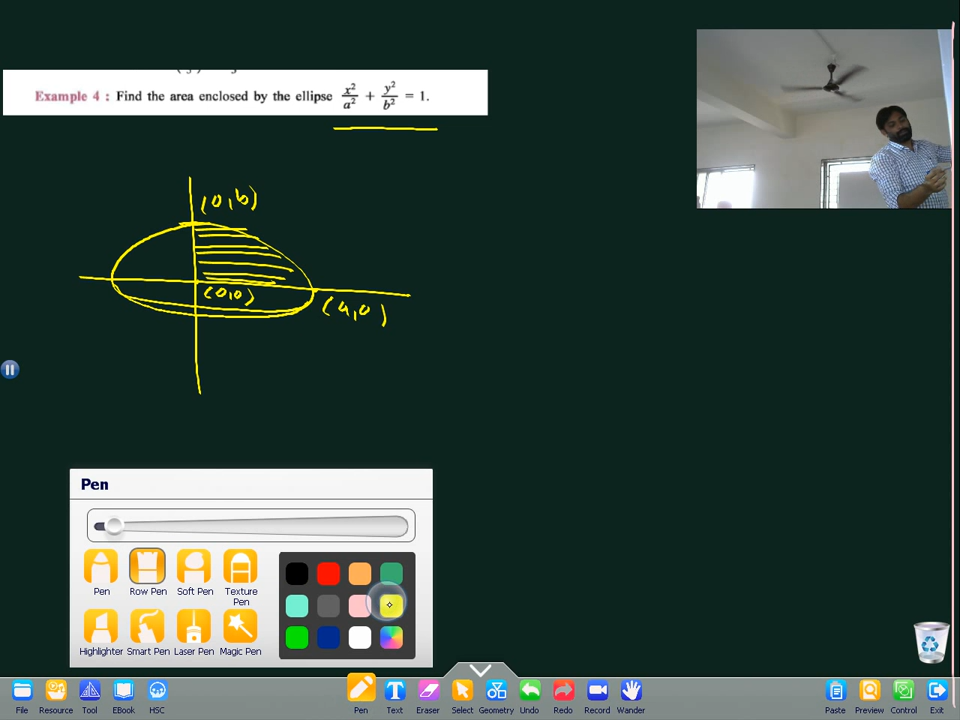 Example 4 : Find the area enclosed by the ellipse x²/a² + y²/b² = 1.
(0,b)
(0,0)
(a,0)
Pen
Pen Row Pen Soft Pen Texture Pen
Highlighter Smart Pen Laser Pen Magic Pen
File Resource Tool EBook HSC Pen Text Eraser Select Geometry Undo Redo Record Wander Paste Preview Control Exit